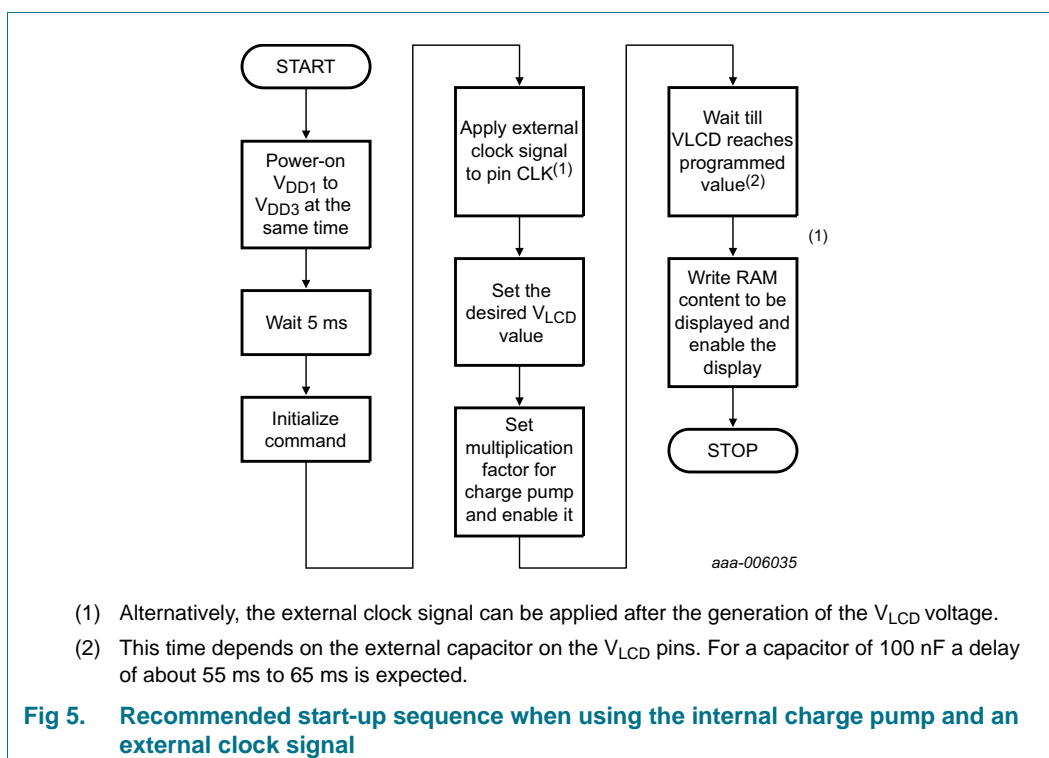 START
Power-on
VDD1 to
VDD3 at the
same time
Wait 5 ms
Initialize
command
Apply external
clock signal
to pin CLK(1)
Set the
desired VLCD
value
Set
multiplication
factor for
charge pump
and enable it
Wait till
VLCD reaches
programmed
value(2)
(1)
Write RAM
content to be
displayed and
enable the
display
STOP
aaa-006035
(1) Alternatively, the external clock signal can be applied after the generation of the VLCD voltage.
(2) This time depends on the external capacitor on the VLCD pins. For a capacitor of 100 nF a delay
of about 55 ms to 65 ms is expected.
Fig 5. Recommended start-up sequence when using the internal charge pump and an
external clock signal